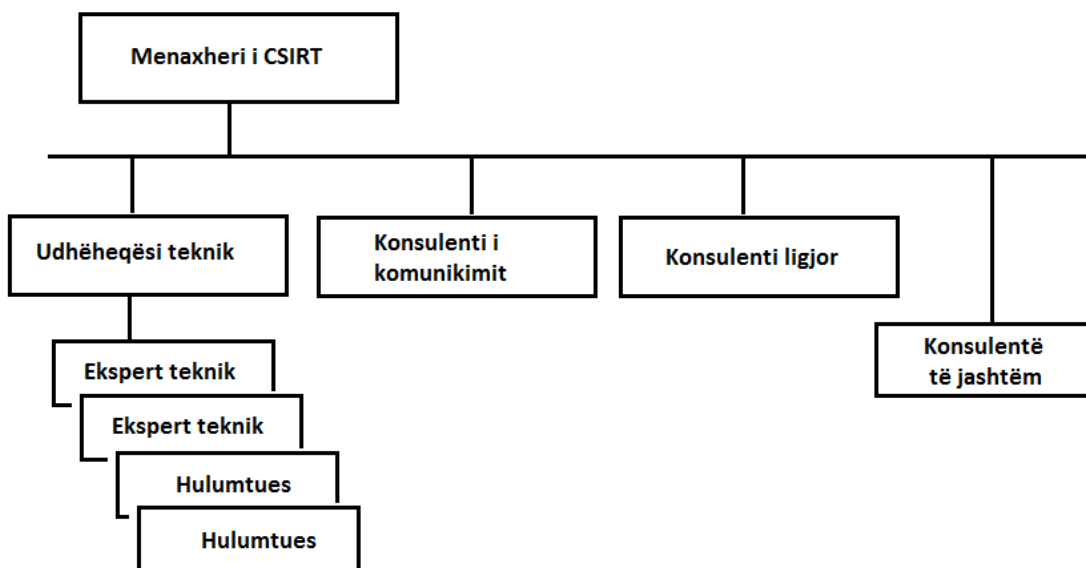 Menaxheri i CSIRT
Udhëheqësi teknik
Konsulenti i
komunikimit
Konsulenti ligjor
Konsulentë
të jashtëm
Ekspert teknik
Ekspert teknik
Hulumtues
Hulumtues